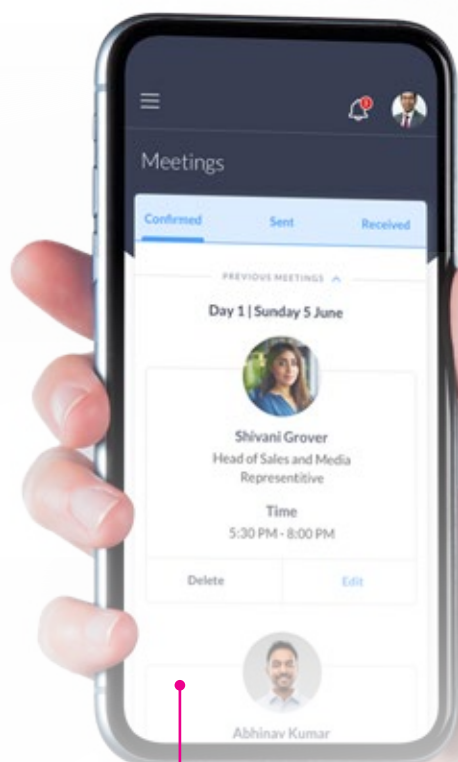 Meetings
Confirmed Sent Received
PREVIOUS MEETINGS
Day 1 | Sunday 5 June
Shivani Grover
Head of Sales and Media
Representitive
Time
5:30 PM - 8:00 PM
Delete Edit
Abhinav Kumar